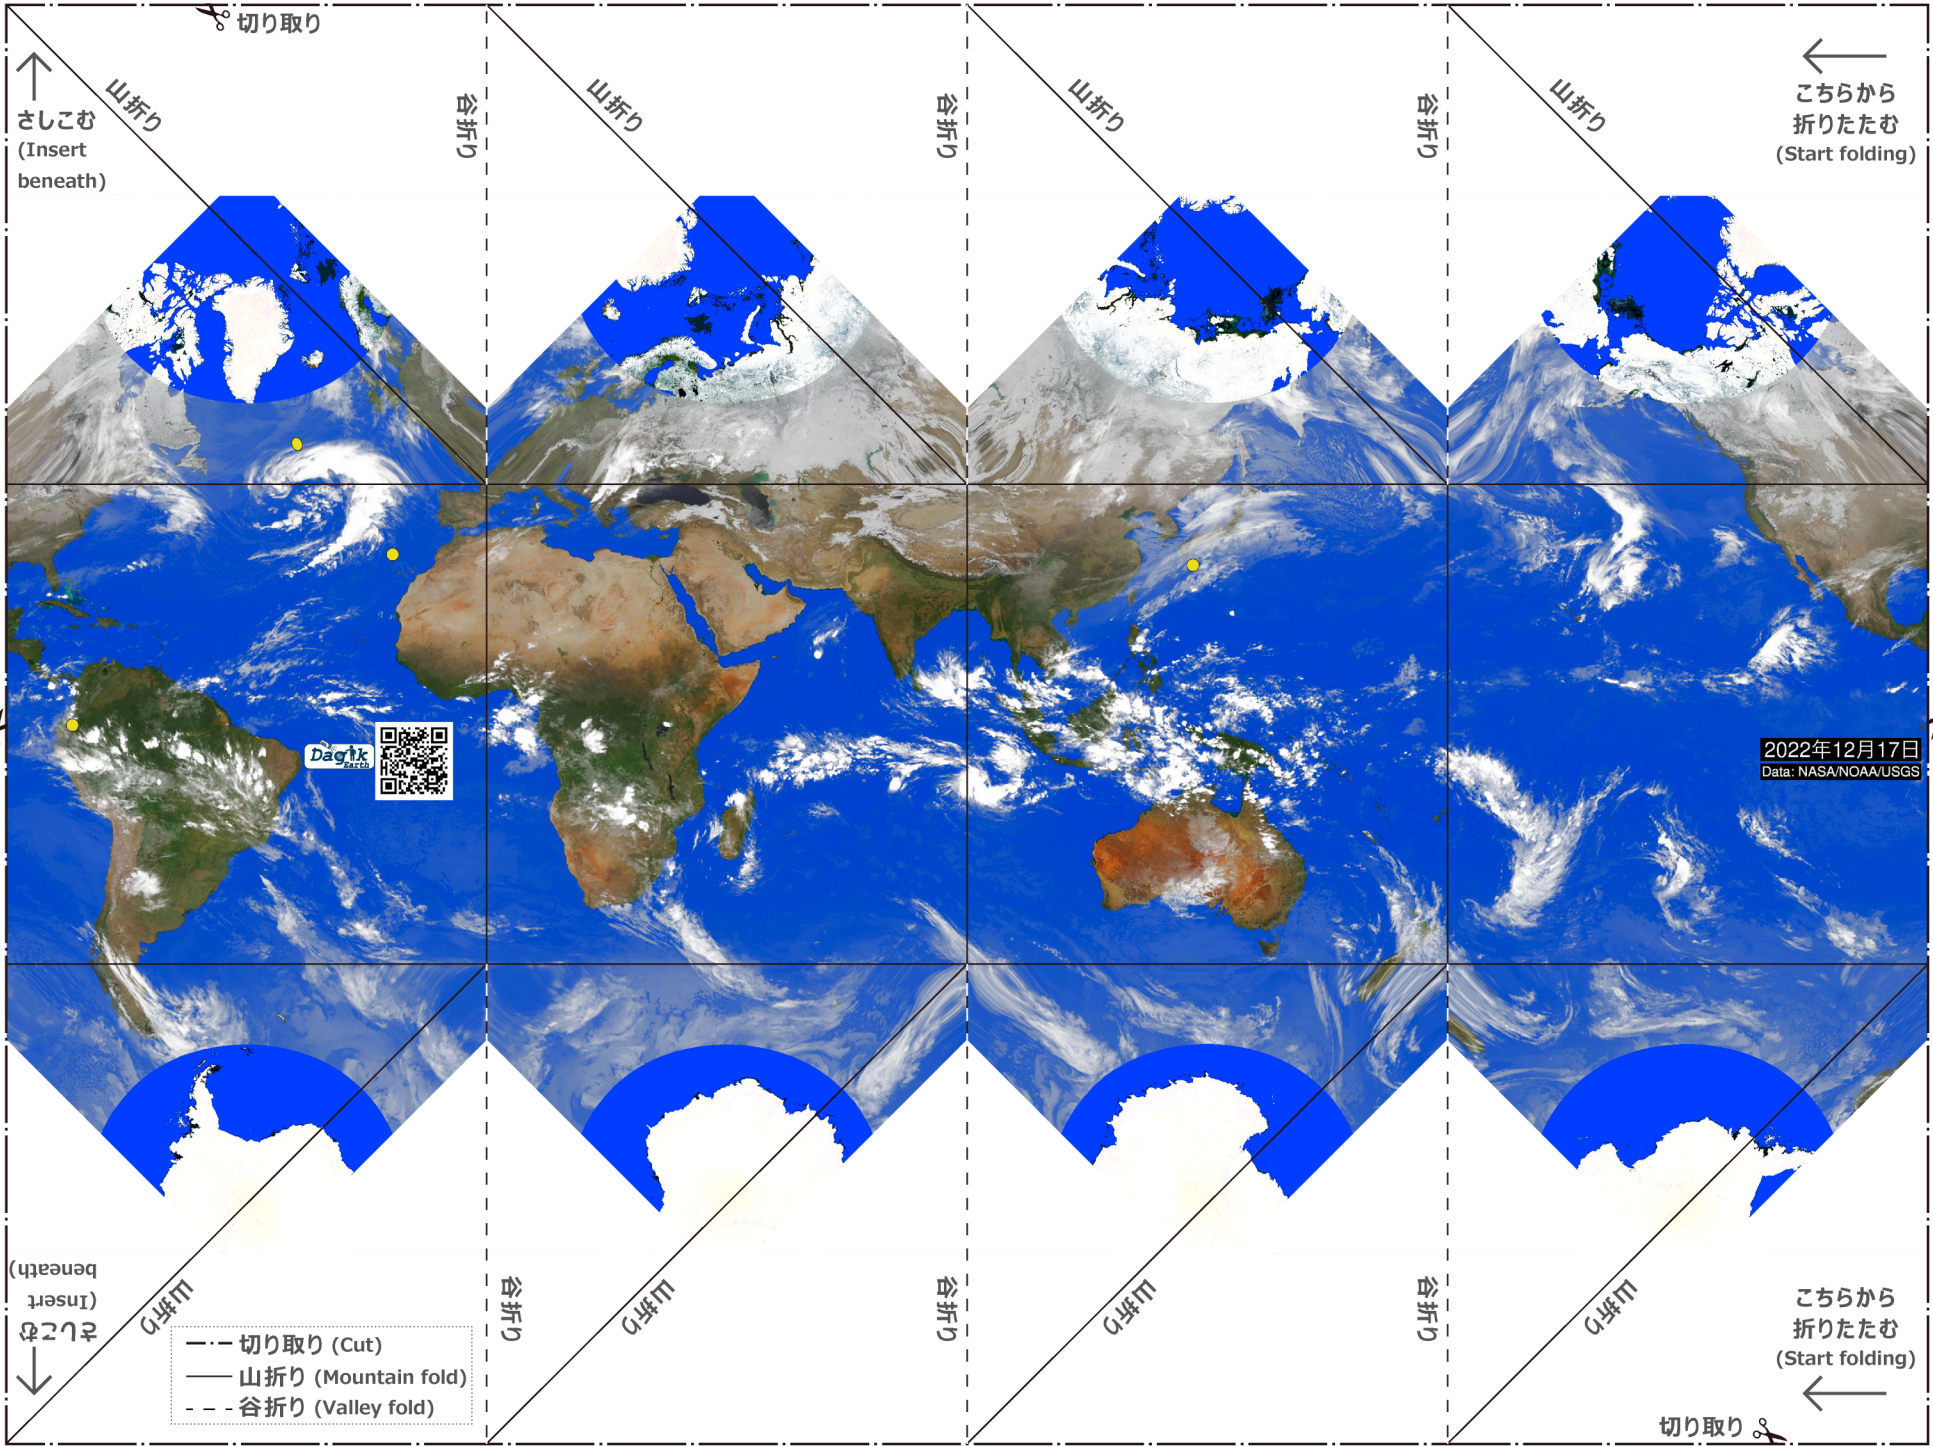 切り取り
山折り
谷折り
山折り
谷折り
山折り
谷折り
山折り
さしこむ
(Insert
beneath)
こちらから
折りたたむ
(Start folding)
Dagik
Earth
2022年12月17日
Data: NASA/NOAA/USGS
さしこむ
(Insert
beneath)
山折り
谷折り
山折り
谷折り
山折り
谷折り
山折り
こちらから
折りたたむ
(Start folding)
切り取り (Cut)
山折り (Mountain fold)
谷折り (Valley fold)
切り取り